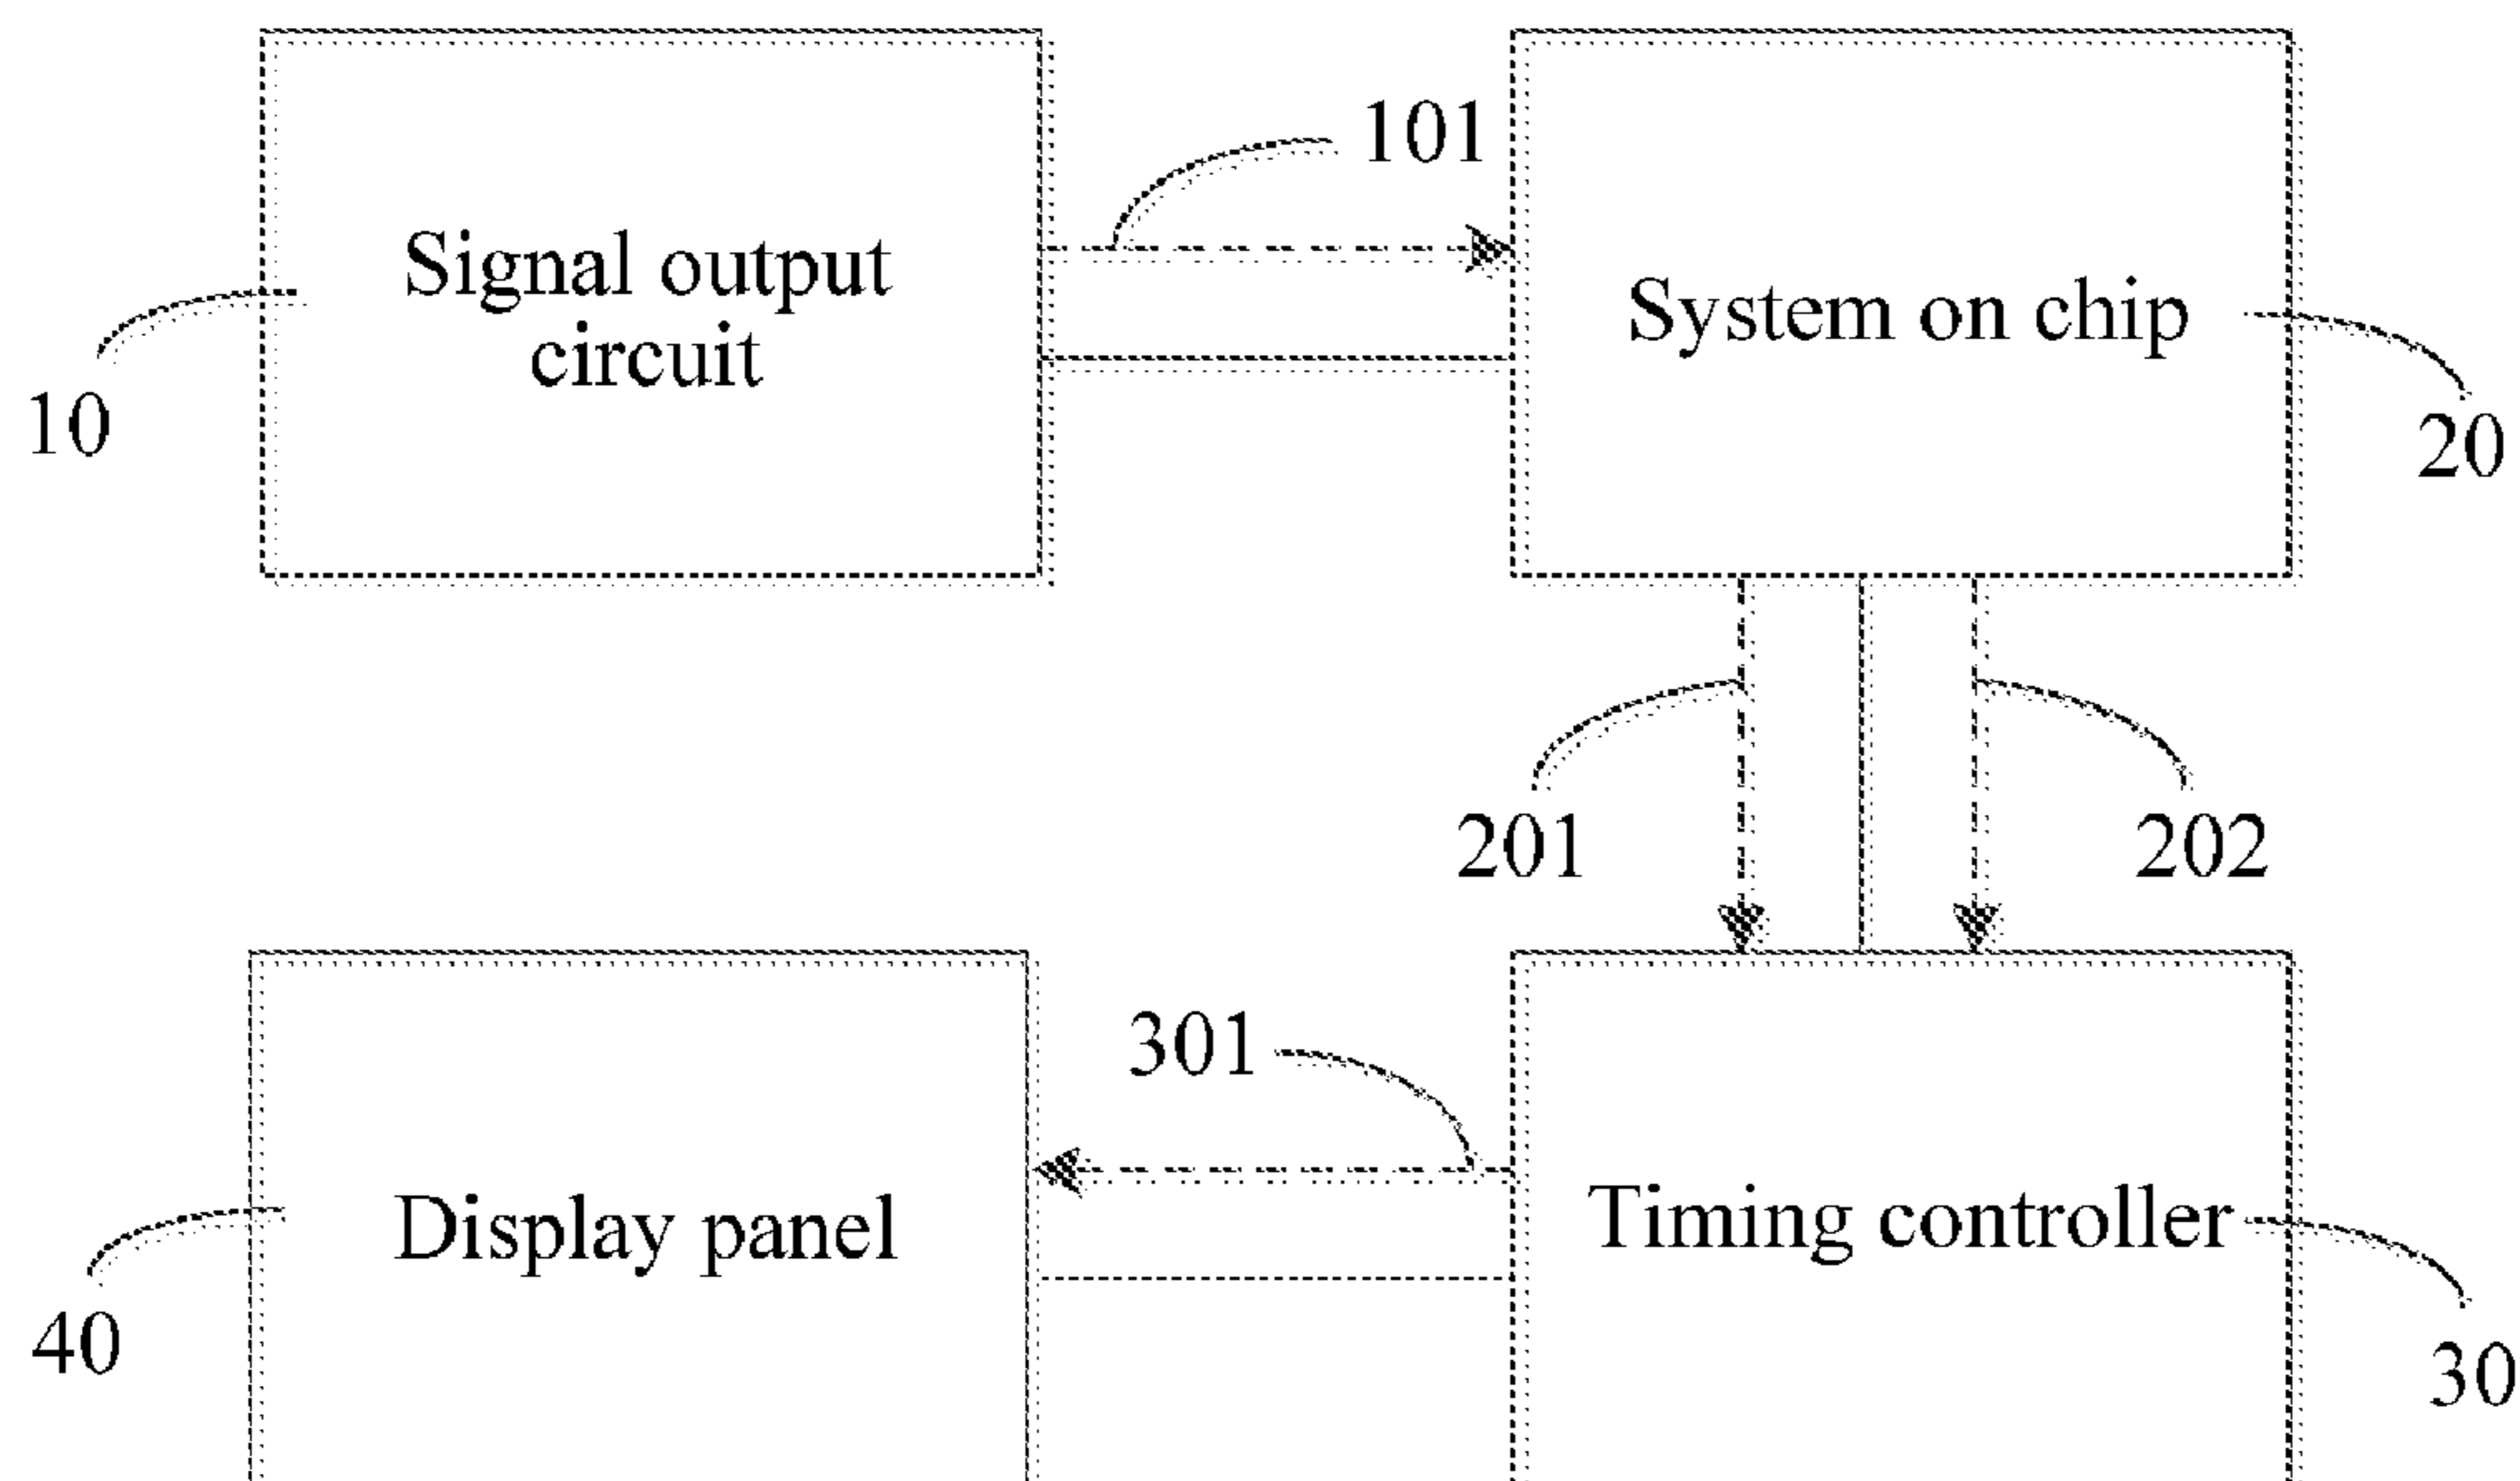 101
Signal output
circuit
System on chip
10
20
201
202
301
Display panel
Timing controller
40
30